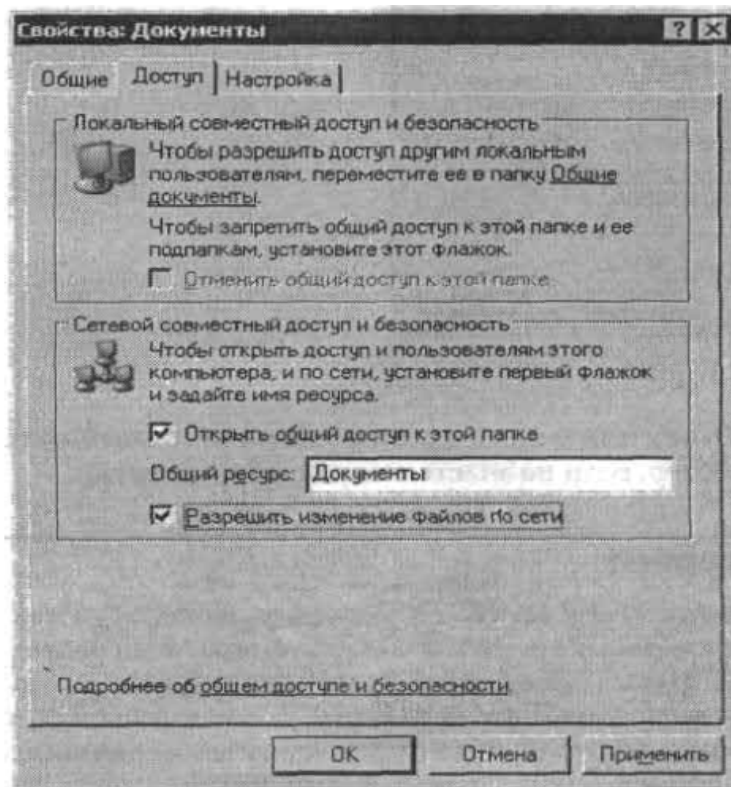 Свойства: Документы
Общие Доступ Настройка
Локальный совместный доступ и безопасность
Чтобы разрешить доступ другим локальным
пользователям, переместите ее в папку Общие
документы.
Чтобы запретить общий доступ к этой папке и ее
подпапкам, установите этот флажок.
Отменить общий доступ к этой папке
Сетевой совместный доступ и безопасность
Чтобы открыть доступ и пользователям этого
компьютера, и по сети, установите первый флажок
и задайте имя ресурса.
Открыть общий доступ к этой папке
Общий ресурс: Документы
Разрешить изменение файлов по сети
Подробнее об общем доступе и безопасности.
OK Отмена Применить